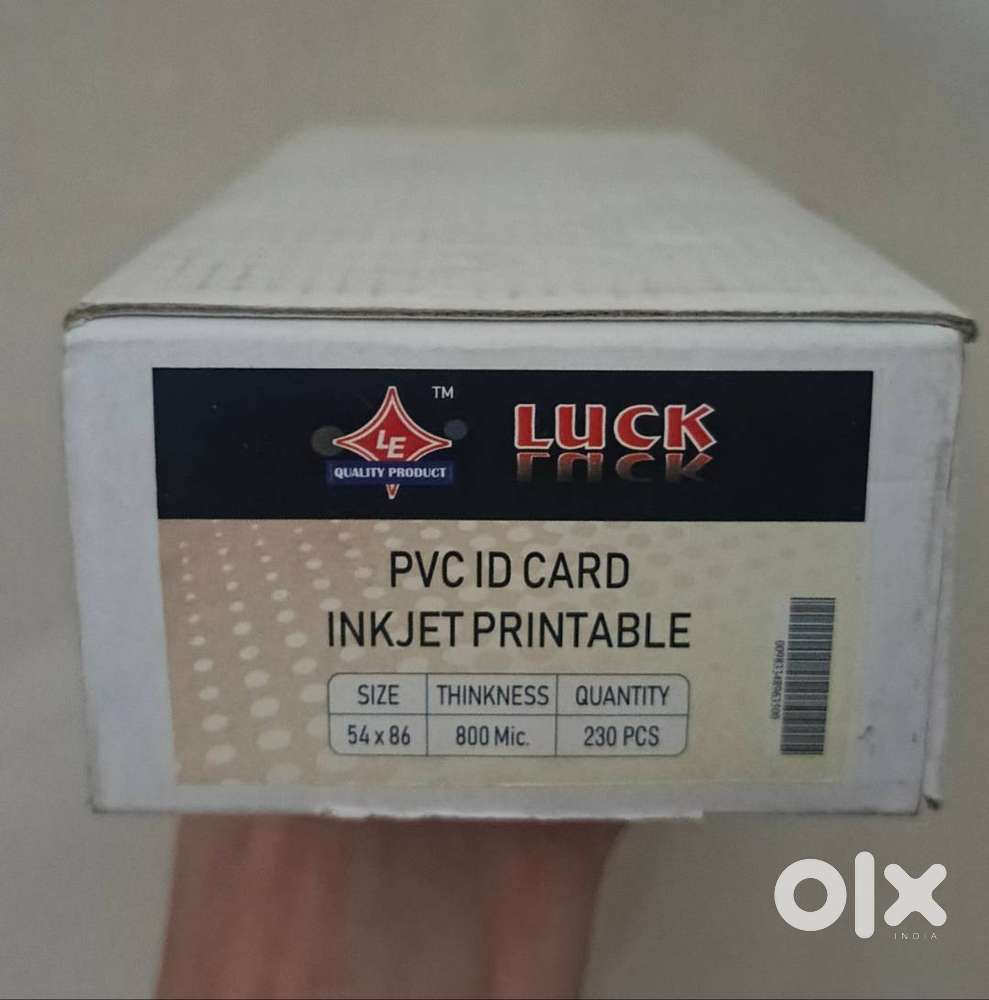 TM
LE
QUALITY PRODUCT
LUCK
PVC ID CARD
INKJET PRINTABLE
SIZE THINKNESS QUANTITY
54 x 86 800 Mic. 230 PCS
olx
INDIA